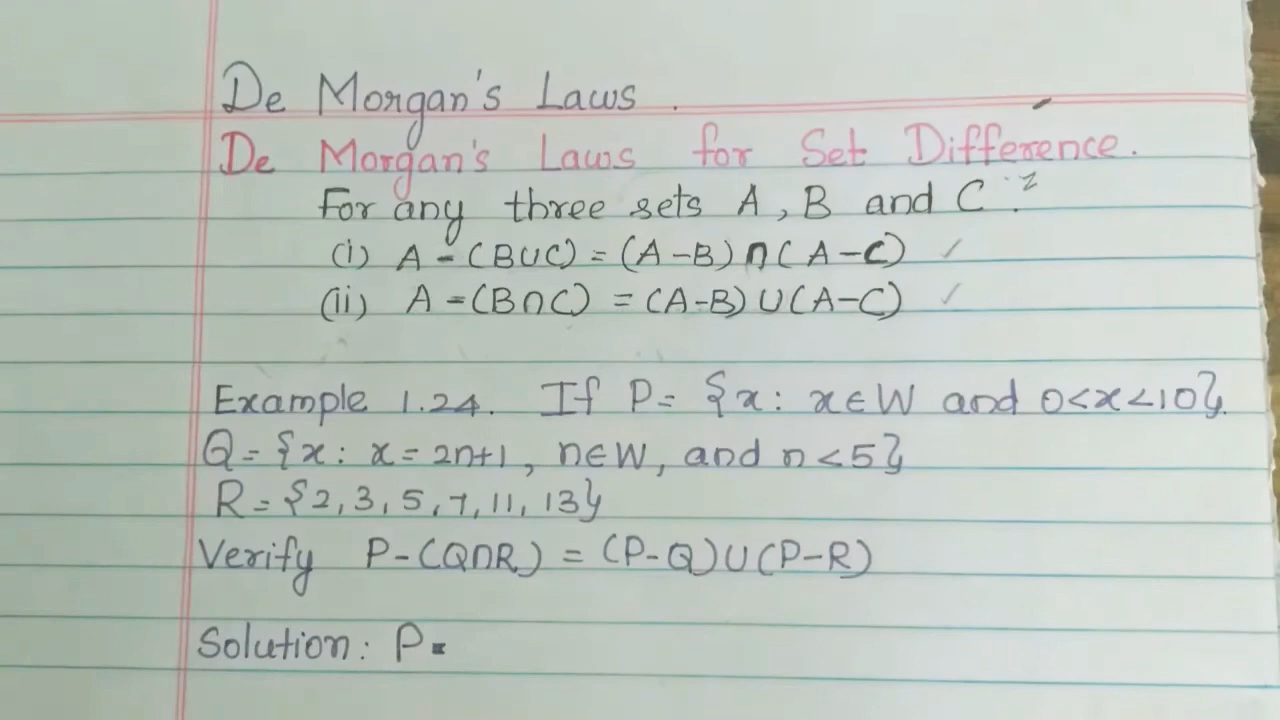 De Morgan's Laws.
De Morgan's Laws for Set Difference.
For any three sets A, B and C
(i) A-(B∪C) = (A-B)∩(A-C) ✓
(ii) A-(B∩C) = (A-B)∪(A-C) ✓
Example 1.24. If P= {x: x∈W and 0<x<10}.
Q={x: x=2n+1, n∈W, and n<5}
R={2,3,5,7,11,13}
Verify P-(Q∩R) = (P-Q)∪(P-R)
Solution: P=